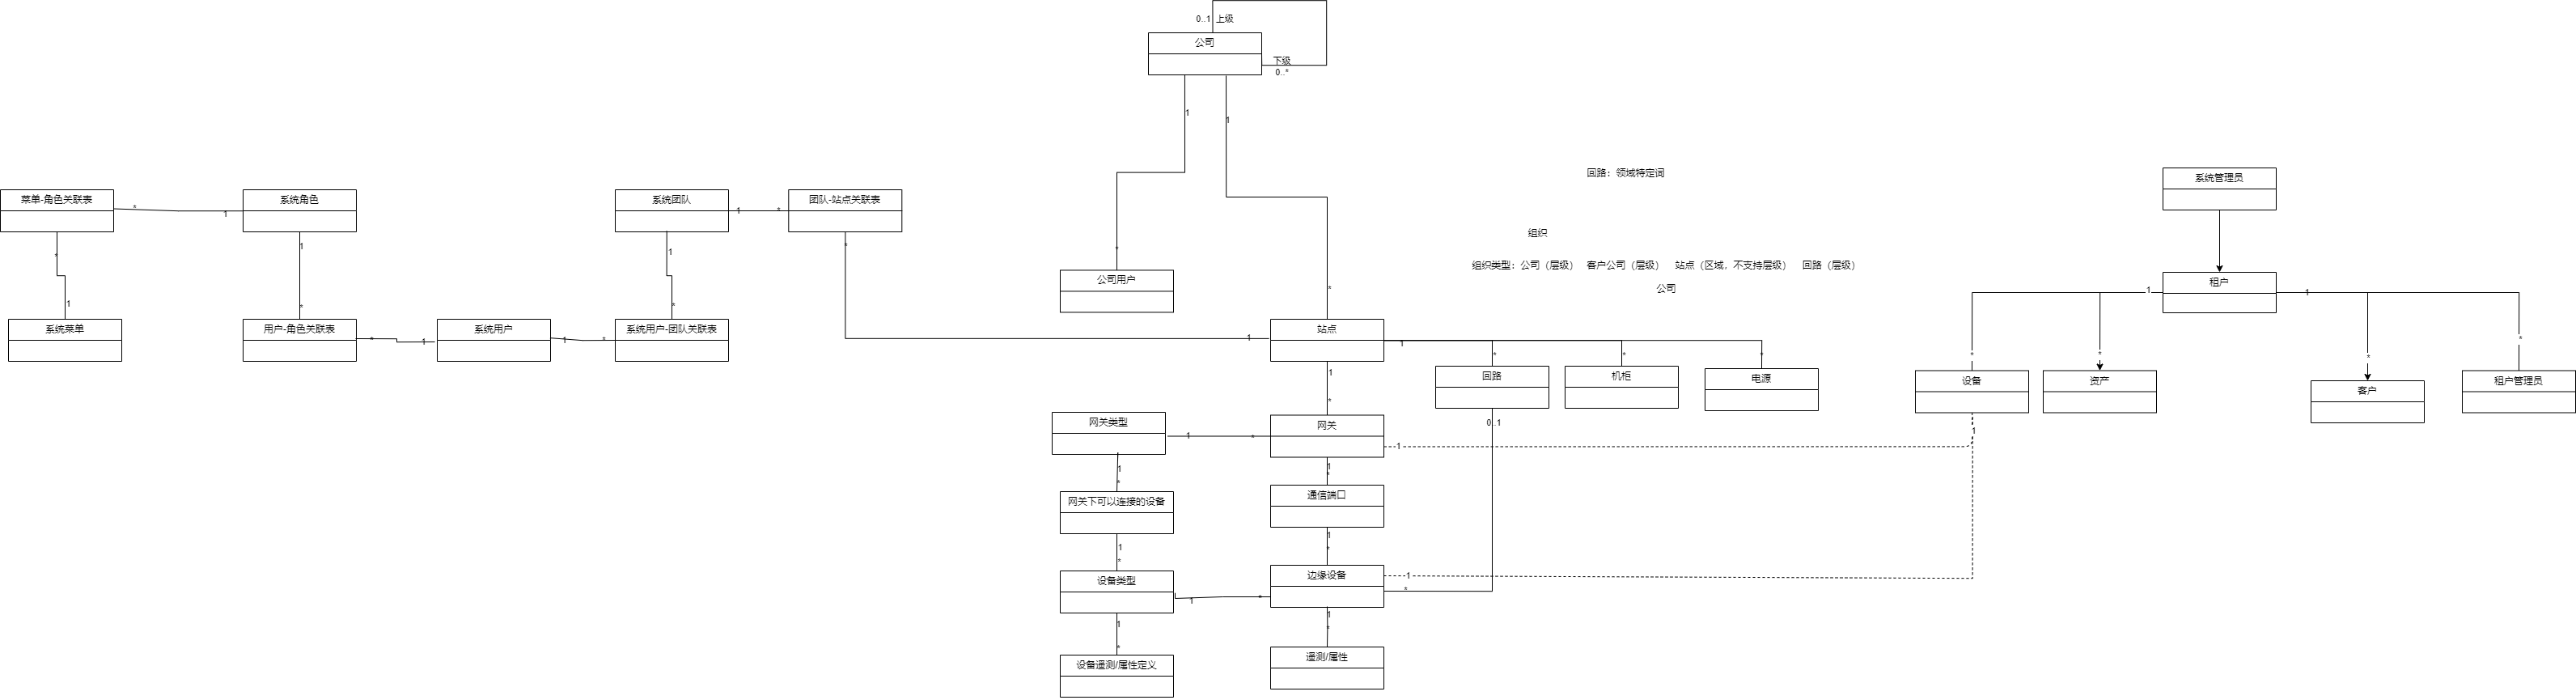 0..1 上级
公司
下级
0..*
1
1
回路：领域特定词
系统管理员
菜单-角色关联表
*
1
系统角色
系统团队
1
*
团队-站点关联表
组织
*
1
1
*
*
组织类型：公司（层级） 客户公司（层级） 站点（区域，不支持层级） 回路（层级）
公司用户
租户
公司
*
1
1
1
*
*
系统菜单
用户-角色关联表
*
1
系统用户
1
*
系统用户-团队关联表
1
站点
1
*
*
*
*
*
*
*
回路
机柜
电源
设备
资产
客户
租户管理员
1
*
0..1
网关类型
1
*
网关
1
1
1
*
1
*
网关下可以连接的设备
通信端口
1
*
1
*
设备类型
1
*
边缘设备
1
*
1
*
1
*
设备遥测/属性定义
遥测/属性